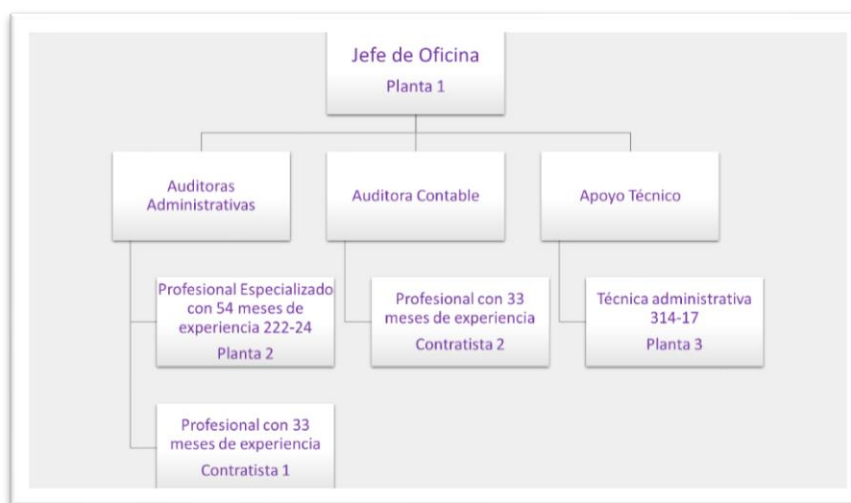 Jefe de Oficina
Planta 1
Auditoras
Administrativas
Auditora Contable
Apoyo Técnico
Profesional Especializado
con 54 meses de
experiencia 222-24
Planta 2
Profesional con 33
meses de experiencia
Contratista 2
Técnica administrativa
314-17
Planta 3
Profesional con 33
meses de experiencia
Contratista 1